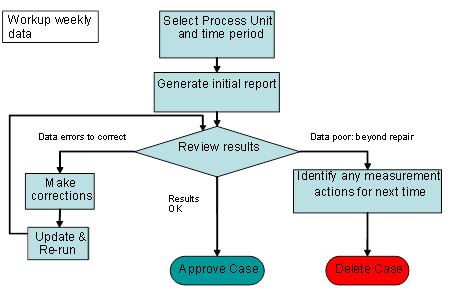 Workup weekly
data
Select Process Unit
and time period
Generate initial report
Data errors to correct
Review results
Data poor: beyond repair
Make
corrections
Results
OK
Identify any measurement
actions for next time
Update &
Re-run
Approve Case
Delete Case